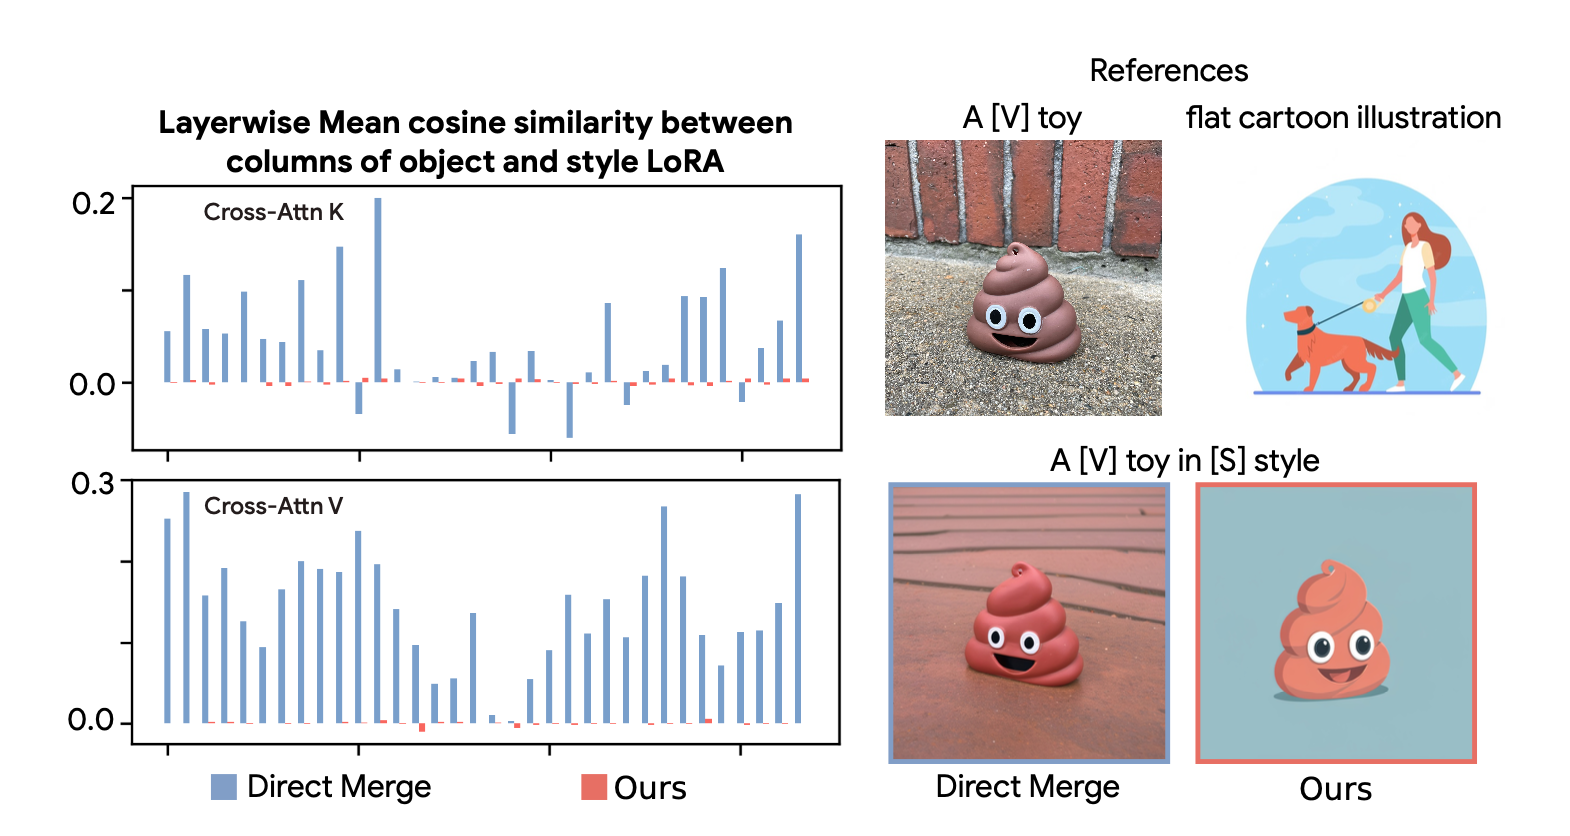 Layerwise Mean cosine similarity between
columns of object and style LoRA
0.2
Cross-Attn K
0.0
0.3
Cross-Attn V
0.0
Direct Merge
Ours
References
A [V] toy
flat cartoon illustration
A [V] toy in [S] style
Direct Merge
Ours